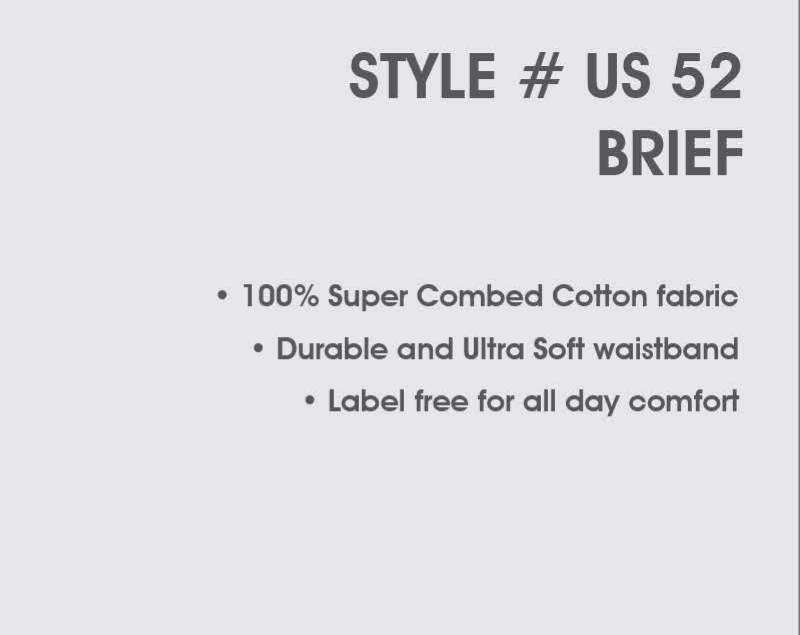 STYLE # US 52
BRIEF
• 100% Super Combed Cotton fabric
• Durable and Ultra Soft waistband
• Label free for all day comfort